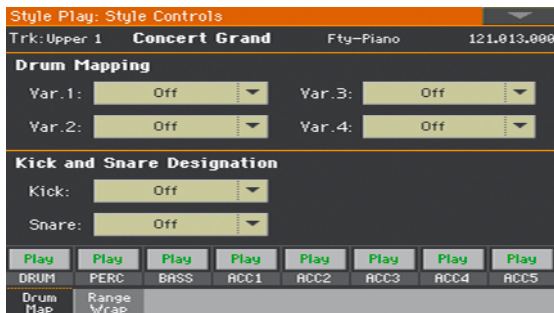 Style Play: Style Controls
Trk: Upper 1 Concert Grand Fty-Piano 121.013.000
Drum Mapping
Var.1: Off Var.3: Off
Var.2: Off Var.4: Off
Kick and Snare Designation
Kick: Off
Snare: Off
Play Play Play Play Play Play Play Play
DRUM PERC BASS ACC1 ACC2 ACC3 ACC4 ACC5
Drum Range
Map Wrap